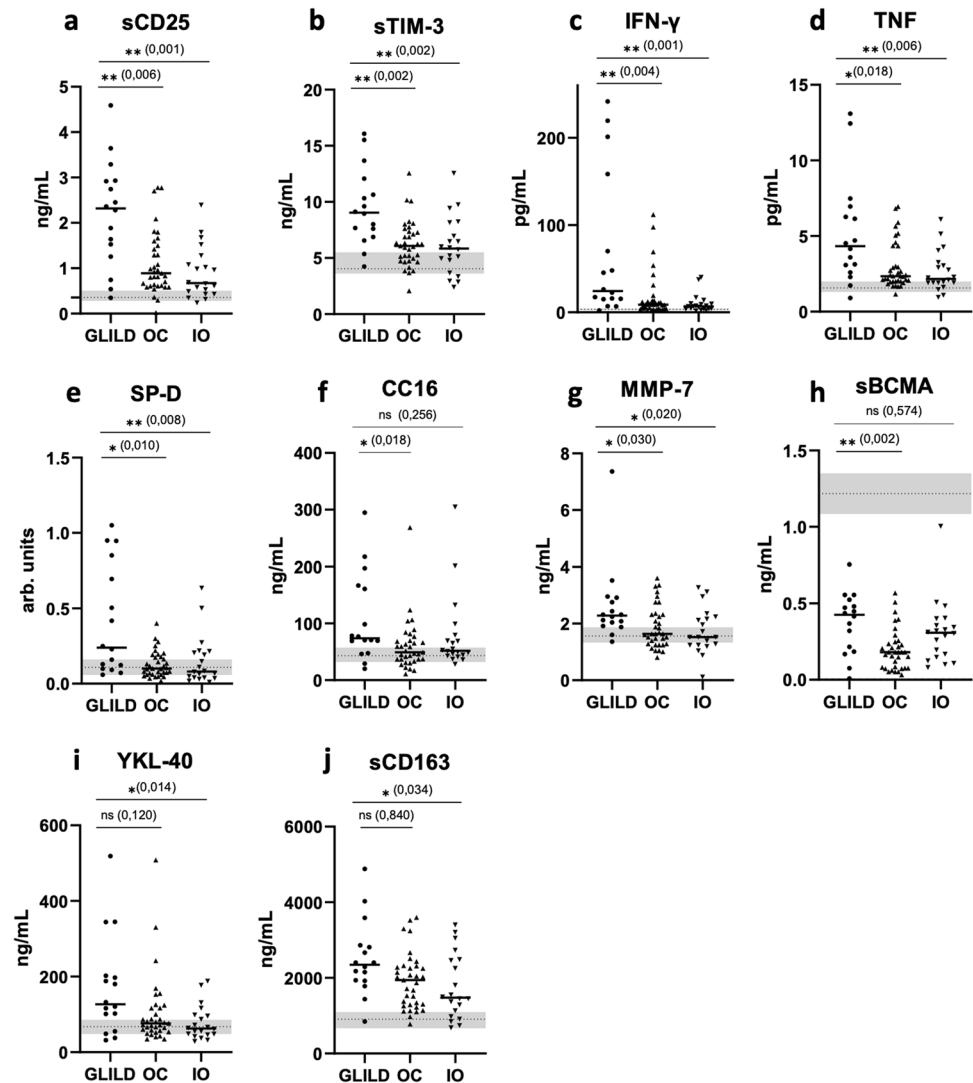 a sCD25
** (0,001)
** (0,006)
5
4
3
2
1
0
ng/mL
GLILD OC IO
b sTIM-3
** (0,002)
** (0,002)
20
15
10
5
0
ng/mL
GLILD OC IO
c IFN-γ
** (0,001)
** (0,004)
200
100
0
pg/mL
GLILD OC IO
d TNF
** (0,006)
*(0,018)
15
10
5
0
pg/mL
GLILD OC IO
e SP-D
** (0,008)
* (0,010)
1.5
1.0
0.5
0.0
arb. units
GLILD OC IO
f CC16
ns (0,256)
* (0,018)
400
300
200
100
0
ng/mL
GLILD OC IO
g MMP-7
* (0,020)
* (0,030)
8
6
4
2
0
ng/mL
GLILD OC IO
h sBCMA
ns (0,574)
** (0,002)
1.5
1.0
0.5
0.0
ng/mL
GLILD OC IO
i YKL-40
*(0,014)
ns (0,120)
600
400
200
0
ng/mL
GLILD OC IO
j sCD163
* (0,034)
ns (0,840)
6000
4000
2000
0
ng/mL
GLILD OC IO